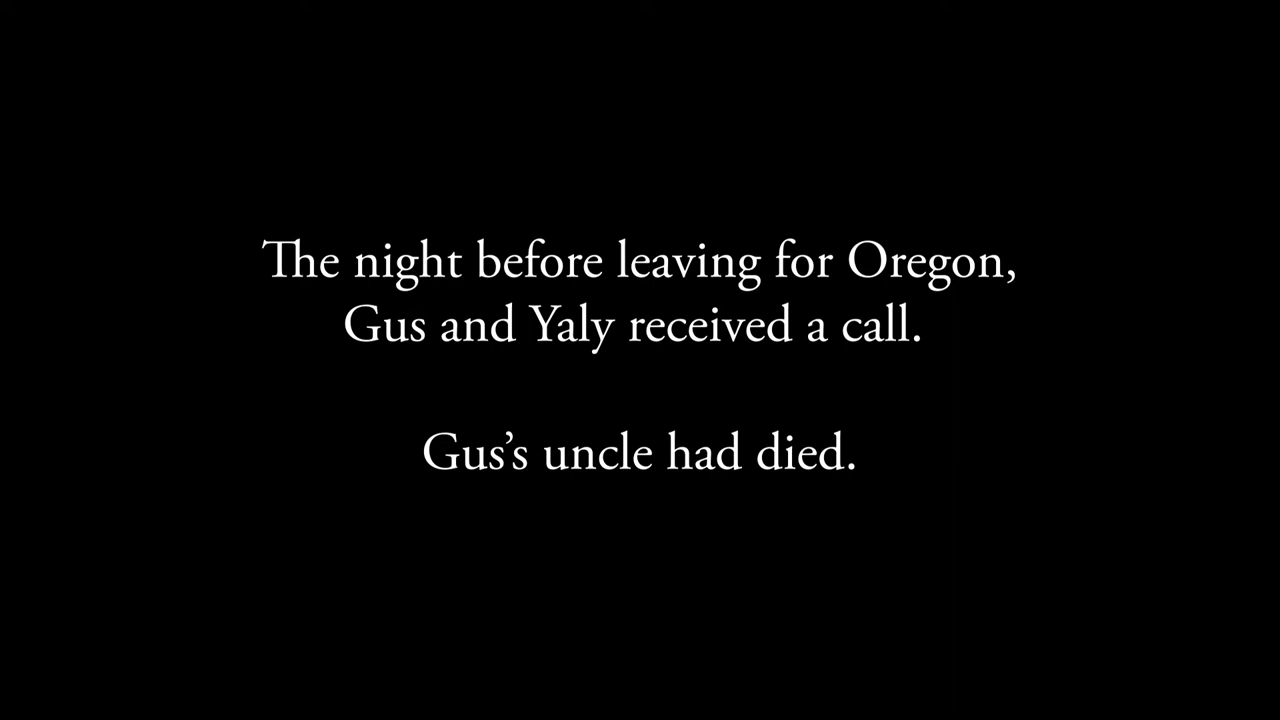 The night before leaving for Oregon,
Gus and Yaly received a call.
Gus’s uncle had died.